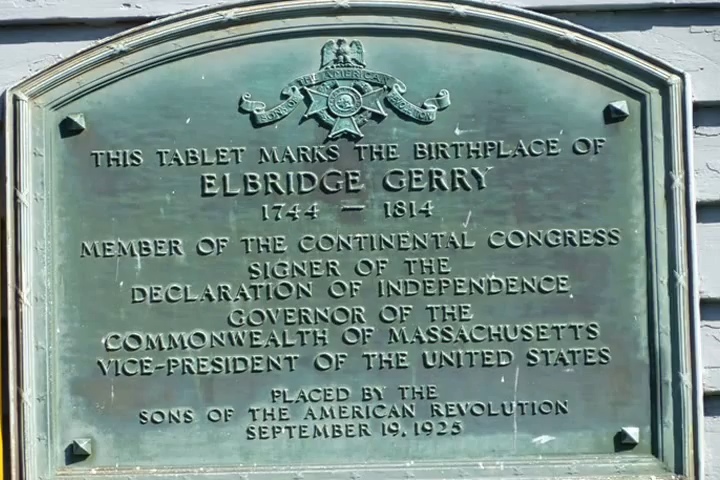 SONS OF THE AMERICAN REVOLUTION
THIS TABLET MARKS THE BIRTHPLACE OF
ELBRIDGE GERRY
1744 — 1814
MEMBER OF THE CONTINENTAL CONGRESS
SIGNER OF THE
DECLARATION OF INDEPENDENCE
GOVERNOR OF THE
COMMONWEALTH OF MASSACHUSETTS
VICE-PRESIDENT OF THE UNITED STATES
PLACED BY THE
SONS OF THE AMERICAN REVOLUTION
SEPTEMBER 19, 1925